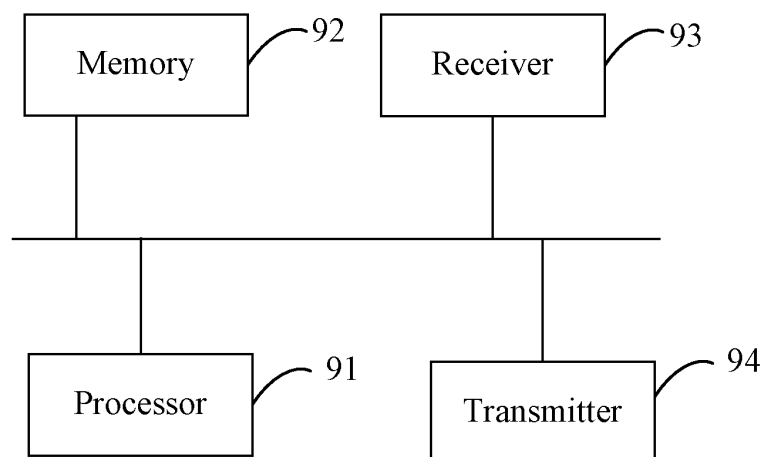 Memory
92
Receiver
93
Processor
91
Transmitter
94